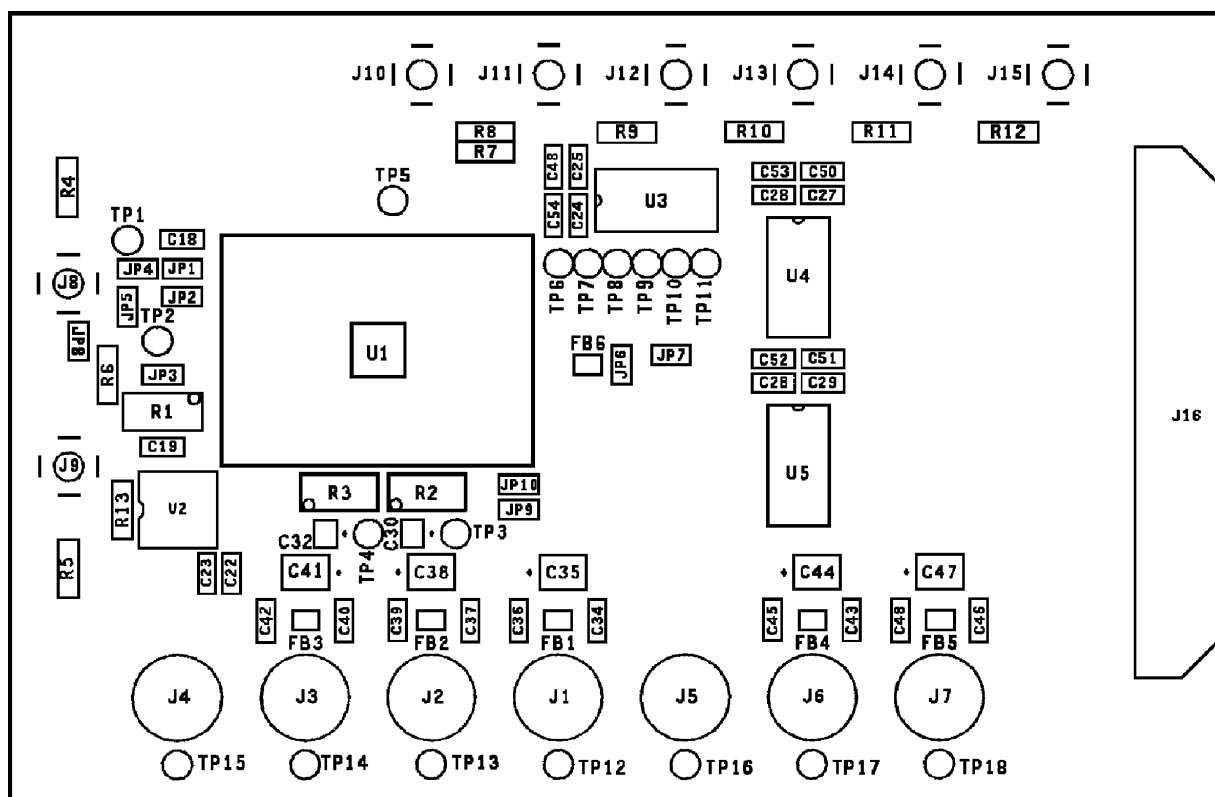 J10 J11 J12 J13 J14 J15
R8 R9 R10 R11 R12
R7
C48 C25 C53 C50
R4 TP5 C28 C27
U3
C54 C24
TP1
C18
JP4 JP1 U4
J8
JP5 JP2 TP6 TP7 TP8 TP9 TP10 TP11
TP2
JP8 U1 FB6 JP6 JP7 C52 C51
R6 JP3 C28 C29
R1 J16
C19
J9 U5
R3 R2 JP10
R13 U2 JP9
C32 TP4 C30 TP3
R5 C23 C22 C41 C38 C35 C44 C47
C42 C40 C39 C37 C36 C34 C45 C43 C48 C46
FB3 FB2 FB1 FB4 FB5
J4 J3 J2 J1 J5 J6 J7
TP15 TP14 TP13 TP12 TP16 TP17 TP18